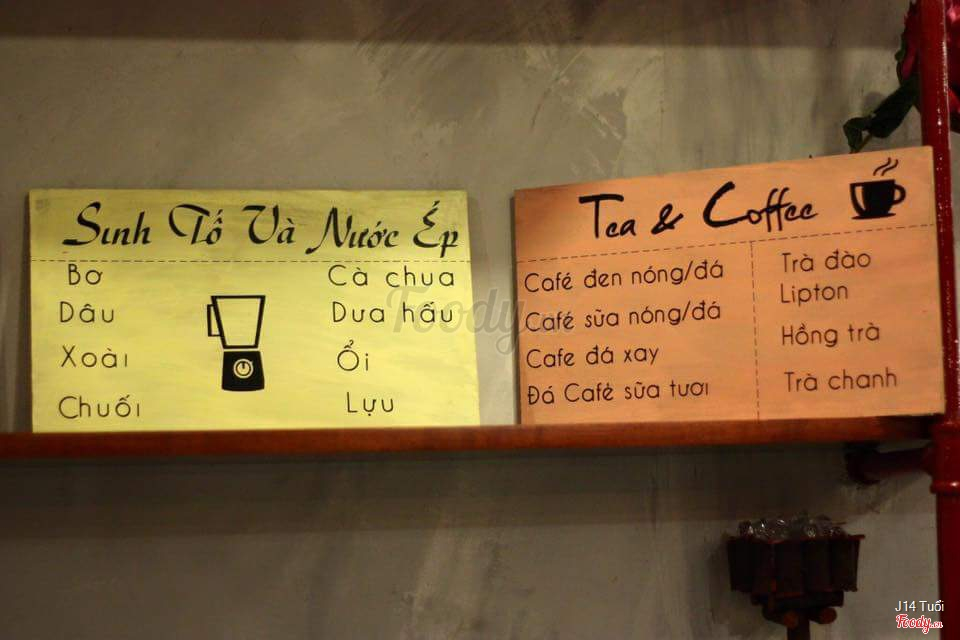 Sinh Tố Và Nước Ép
Bơ
Dâu
Xoài
Chuối
Cà chua
Dưa hấu
Ổi
Lựu
Tea & Coffee
Café đen nóng/đá
Café sữa nóng/đá
Cafe đá xay
Đá Café sữa tươi
Trà đào
Lipton
Hồng trà
Trà chanh
Foody.vn
J14 Tuổi
Foody.vn